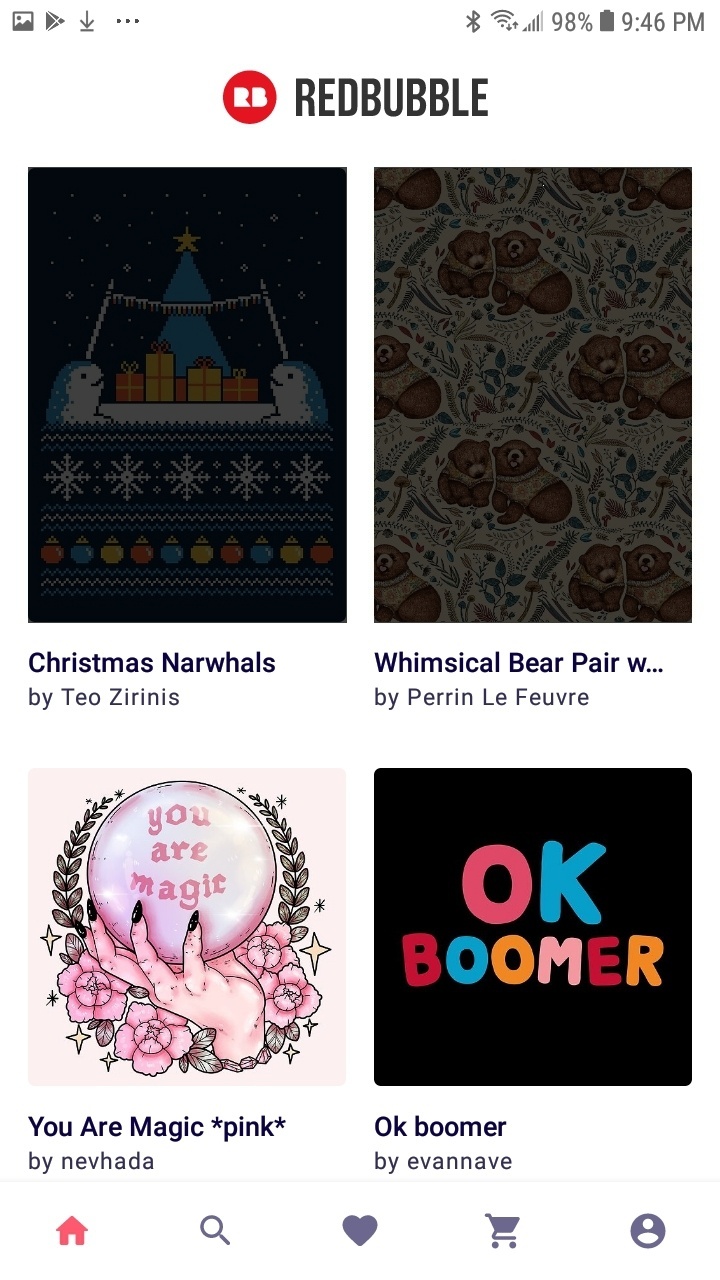 98% 9:46 PM
RB REDBUBBLE
Christmas Narwhals
by Teo Zirinis
Whimsical Bear Pair w...
by Perrin Le Feuvre
you
are
magic
OK
BOOMER
You Are Magic *pink*
by nevhada
Ok boomer
by evannave